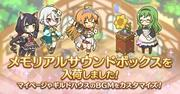 メモリアルサウンドボックスを
入荷しました!
マイページやギルドハウスのBGMをカスタマイズ!